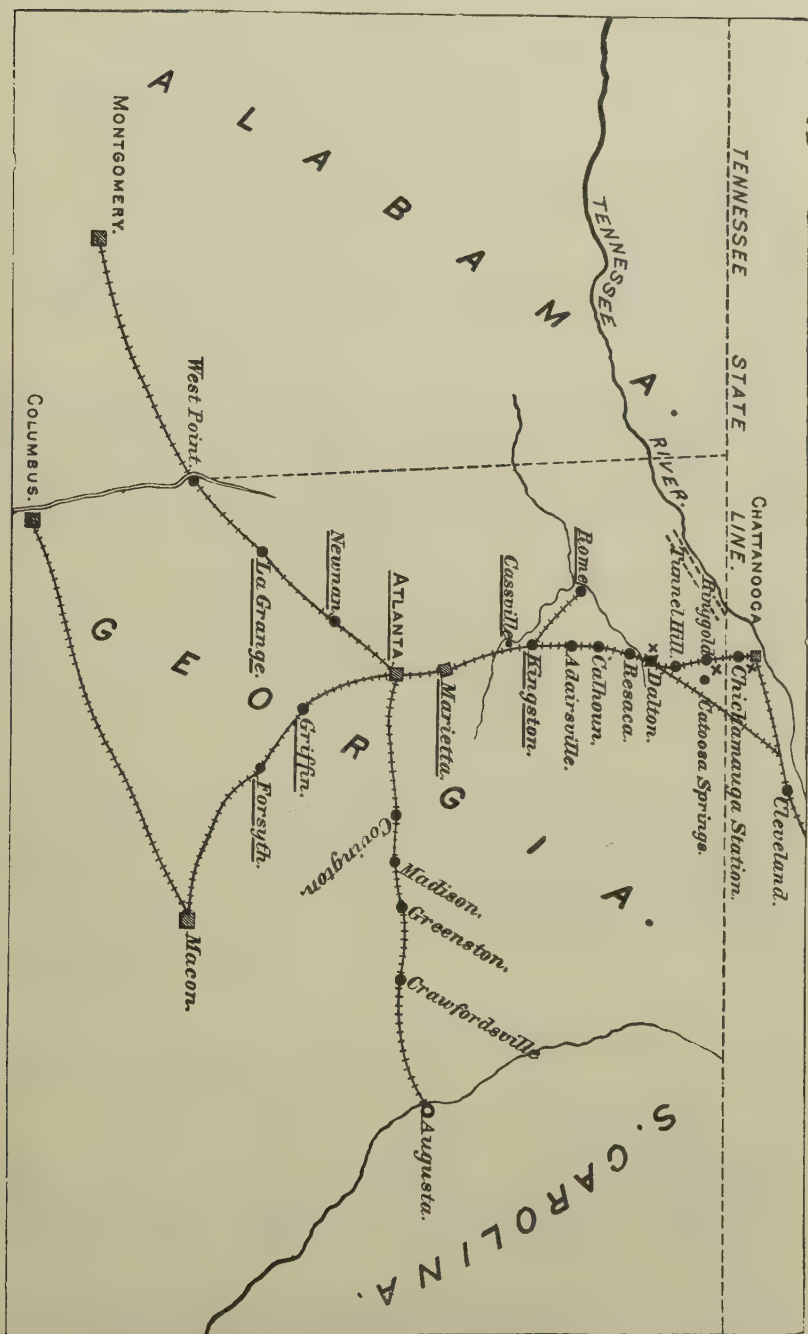 TENNESSEE STATE LINE.
TENNESSEE RIVER.
ALABAMA.
GEORGIA.
S. CAROLINA.
CHATTANOOGA
Cleveland.
Chickamauga Station.
Ringgold.
Catoosa Springs.
Tunnel Hill.
Dalton.
Resaca.
Calhoun.
Adairsville.
Rome
Kingston.
Cassville
Marietta.
ATLANTA.
Newnan.
La Grange.
West Point.
MONTGOMERY.
COLUMBUS.
Griffin.
Forsyth.
Macon.
Covington.
Madison.
Greenston.
Crawfordsville
Augusta.